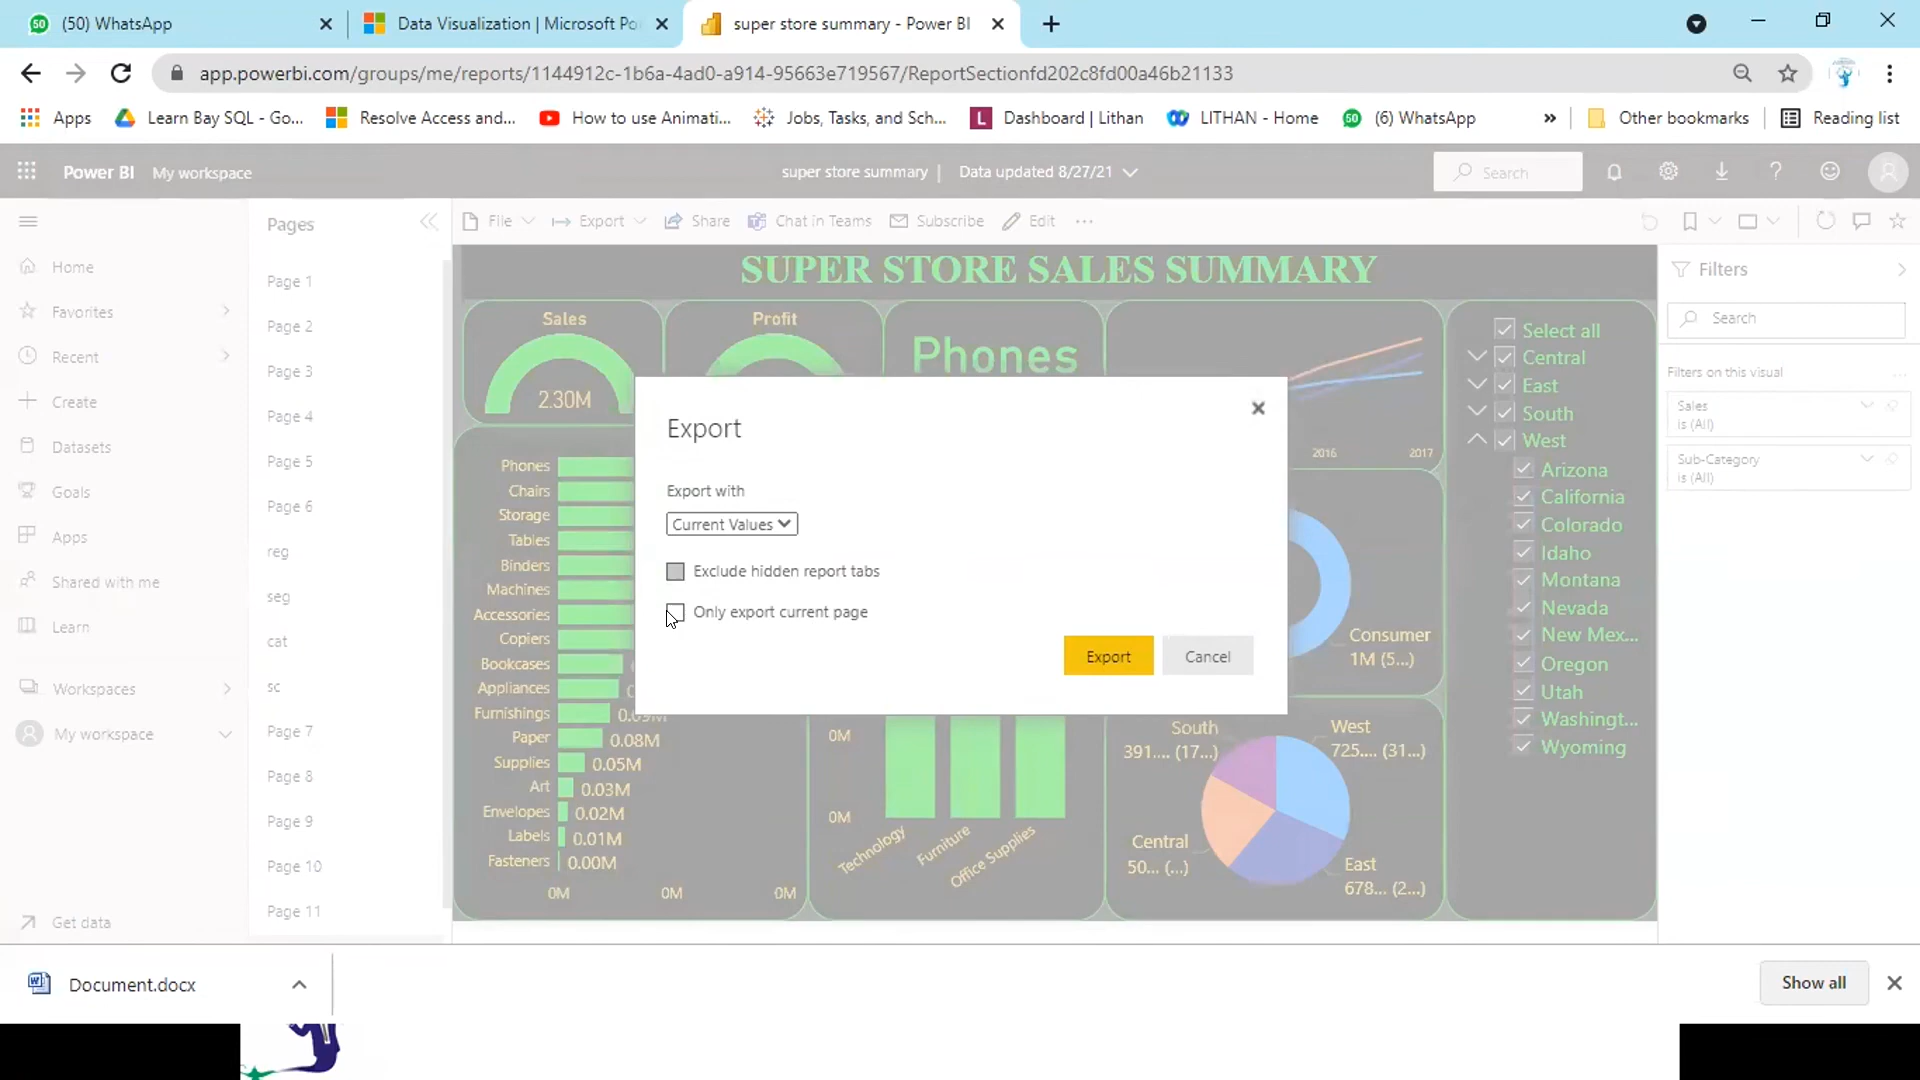 (50) WhatsApp
Data Visualization | Microsoft Po
super store summary - Power BI
app.powerbi.com/groups/me/reports/1144912c-1b6a-4ad0-a914-95663e719567/ReportSectionfd202c8fd00a46b21133
Apps
Learn Bay SQL - Go...
Resolve Access and...
How to use Animati...
Jobs, Tasks, and Sch...
Dashboard | Lithan
LITHAN - Home
(6) WhatsApp
Other bookmarks
Reading list
Power BI
My workspace
super store summary |
Data updated 8/27/21
Search
File
Export
Share
Chat in Teams
Subscribe
Edit
Home
Favorites
Recent
Create
Datasets
Goals
Apps
Shared with me
Learn
Workspaces
My workspace
Get data
Pages
Page 1
Page 2
Page 3
Page 4
Page 5
Page 6
reg
seg
cat
sc
Page 7
Page 8
Page 9
Page 10
Page 11
SUPER STORE SALES SUMMARY
Sales
2.30M
Profit
Phones
2016
2017
Phones
Chairs
Storage
Tables
Binders
Machines
Accessories
Copiers
Bookcases
Appliances
Furnishings
Paper
0.08M
Supplies
0.05M
Art
0.03M
Envelopes
0.02M
Labels
0.01M
Fasteners
0.00M
0M
0M
0M
0M
0M
Technology
Furniture
Office Supplies
Consumer
1M (5...)
South
391.... (17...)
West
725.... (31...)
Central
50... (...)
East
678... (2...)
Select all
Central
East
South
West
Arizona
California
Colorado
Idaho
Montana
Nevada
New Mex...
Oregon
Utah
Washingt...
Wyoming
Filters
Search
Filters on this visual
Sales
is (All)
Sub-Category
is (All)
Export
Export with
Current Values
Exclude hidden report tabs
Only export current page
Export
Cancel
Document.docx
Show all